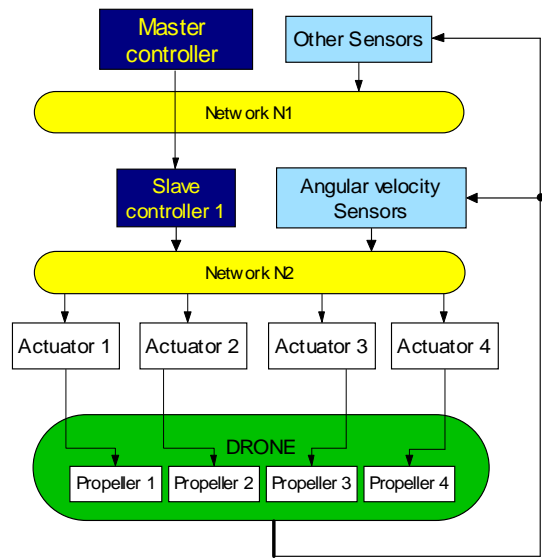 Master
controller
Other Sensors
Network N1
Slave
controller 1
Angular velocity
Sensors
Network N2
Actuator 1
Actuator 2
Actuator 3
Actuator 4
DRONE
Propeller 1
Propeller 2
Propeller 3
Propeller 4